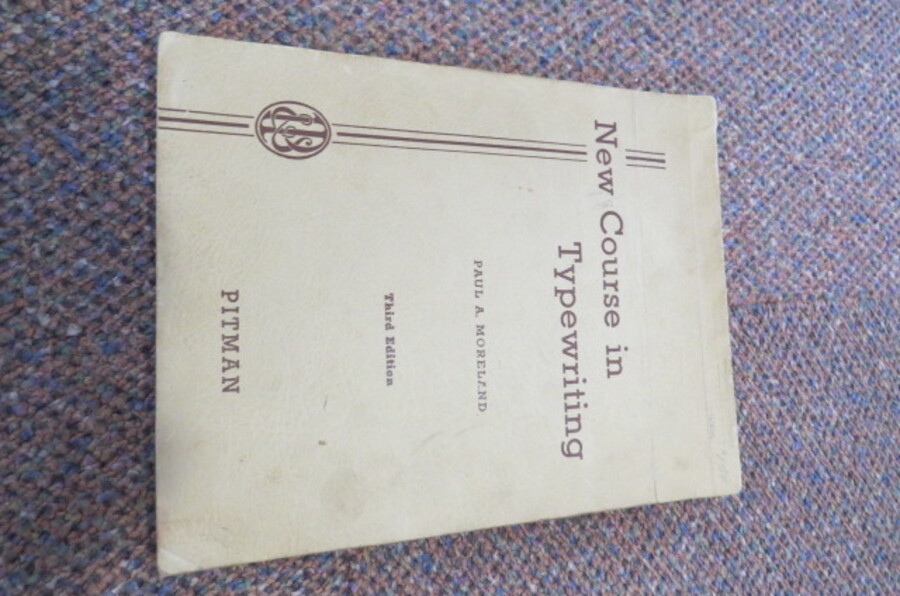 New Course in
Typewriting
PAUL A. MORELAND
Third Edition
PITMAN